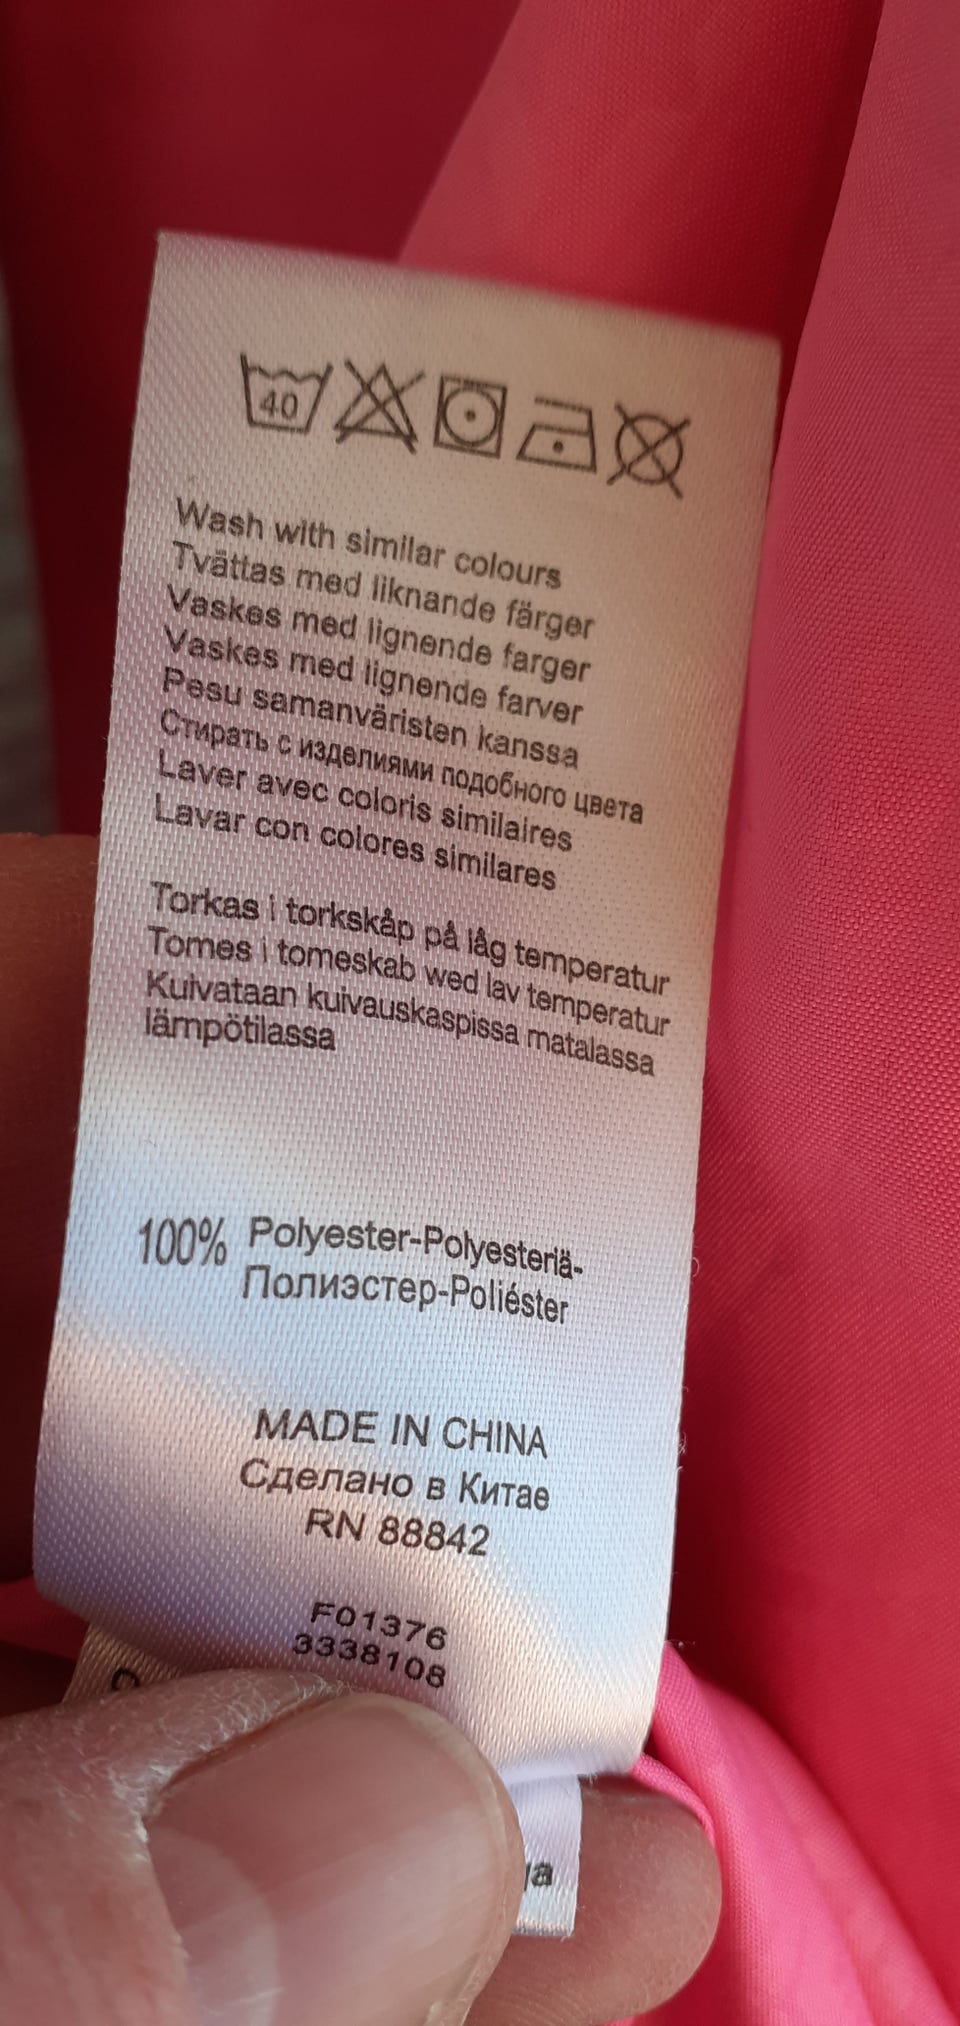 40
Wash with similar colours
Tvättas med liknande färger
Vaskes med lignende farger
Vaskes med lignende farver
Pesu samanväristen kanssa
Стирать с изделиями подобного цвета
Laver avec coloris similaires
Lavar con colores similares
Torkas i torkskåp på låg temperatur
Tomes i tomeskab wed lav temperatur
Kuivataan kuivauskaspissa matalassa
lämpötilassa
100% Polyester-Polyesteriä-
Полиэстер-Poliéster
MADE IN CHINA
Сделано в Китае
RN 88842
F01376
3338108